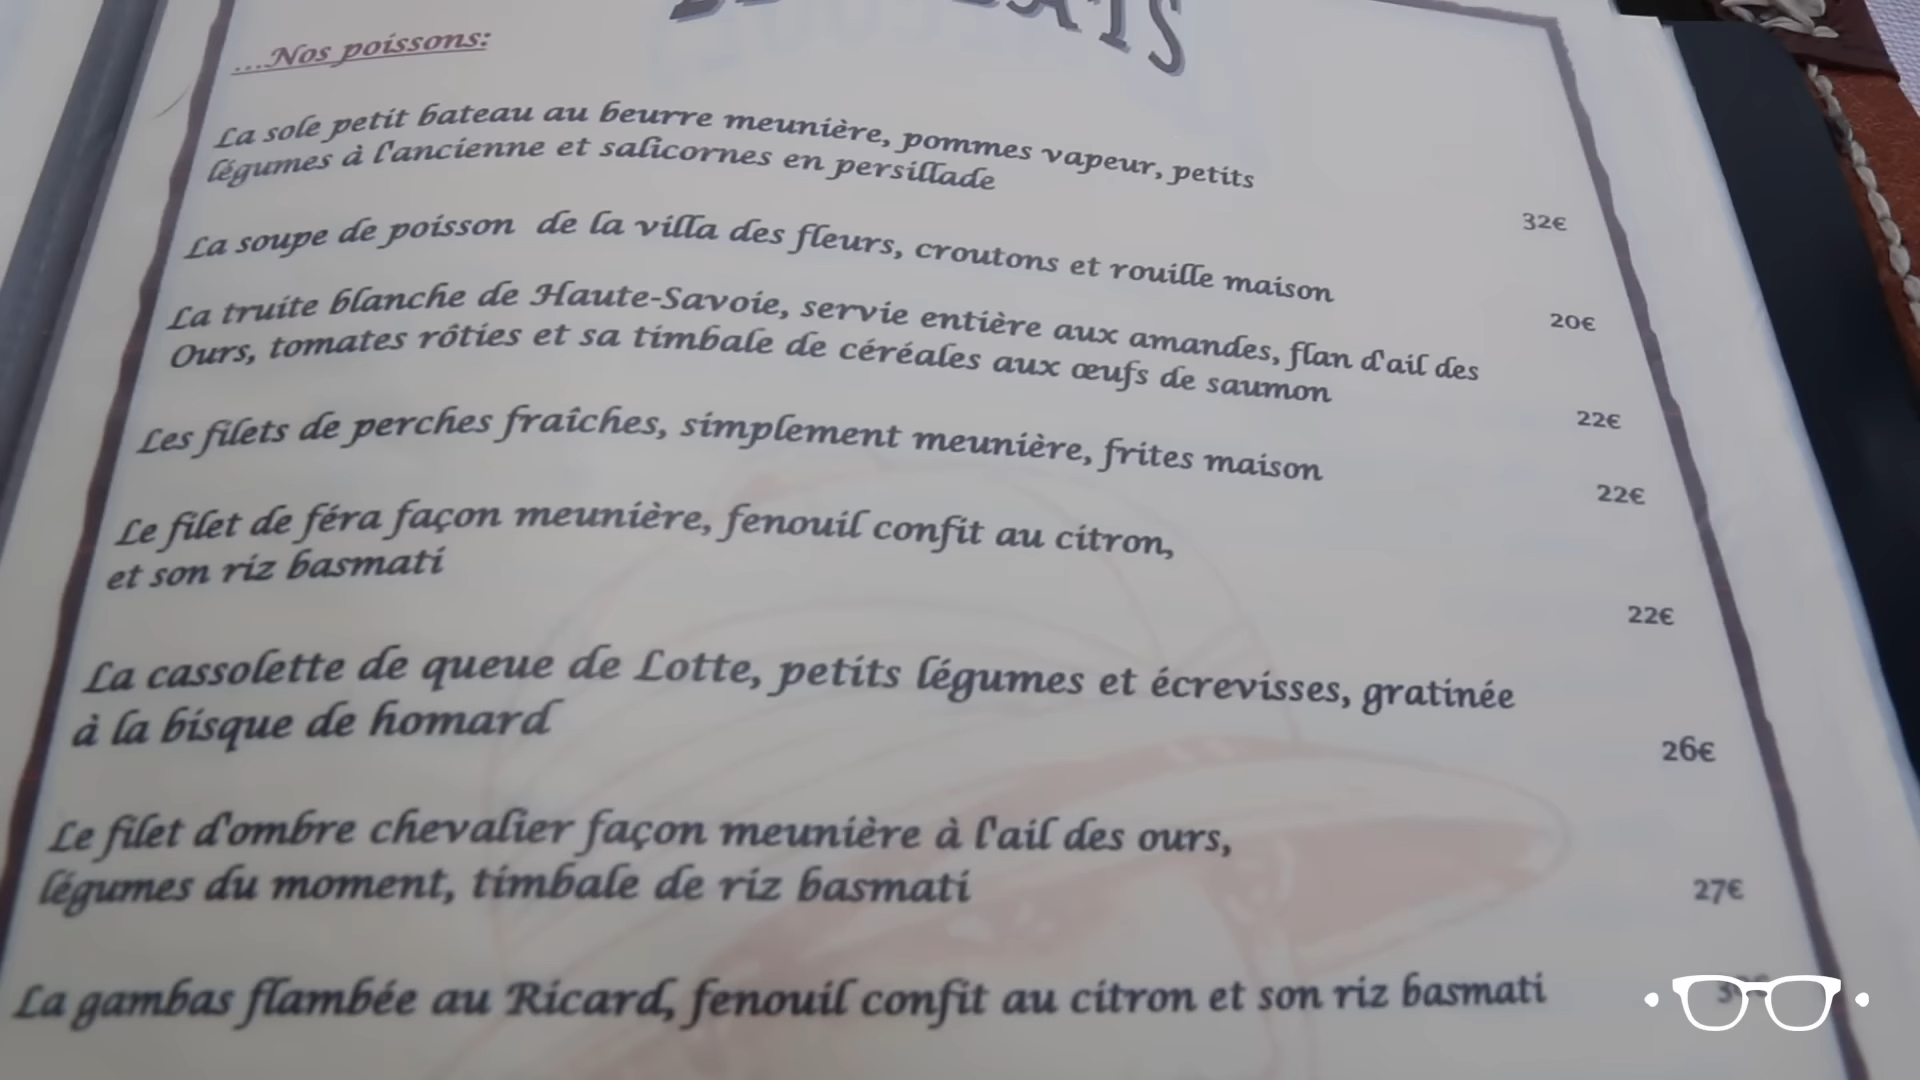 ...Nos poissons:
La sole petit bateau au beurre meunière, pommes vapeur, petits
légumes à l'ancienne et salicornes en persillade
32€
La soupe de poisson de la villa des fleurs, croutons et rouille maison
20€
La truite blanche de Haute-Savoie, servie entière aux amandes, flan d'ail des
Ours, tomates rôties et sa timbale de céréales aux œufs de saumon
22€
Les filets de perches fraîches, simplement meunière, frites maison
22€
Le filet de féra façon meunière, fenouil confit au citron,
et son riz basmati
22€
La cassolette de queue de Lotte, petits légumes et écrevisses, gratinée
à la bisque de homard
26€
Le filet d'ombre chevalier façon meunière à l'ail des ours,
légumes du moment, timbale de riz basmati
27€
La gambas flambée au Ricard, fenouil confit au citron et son riz basmati